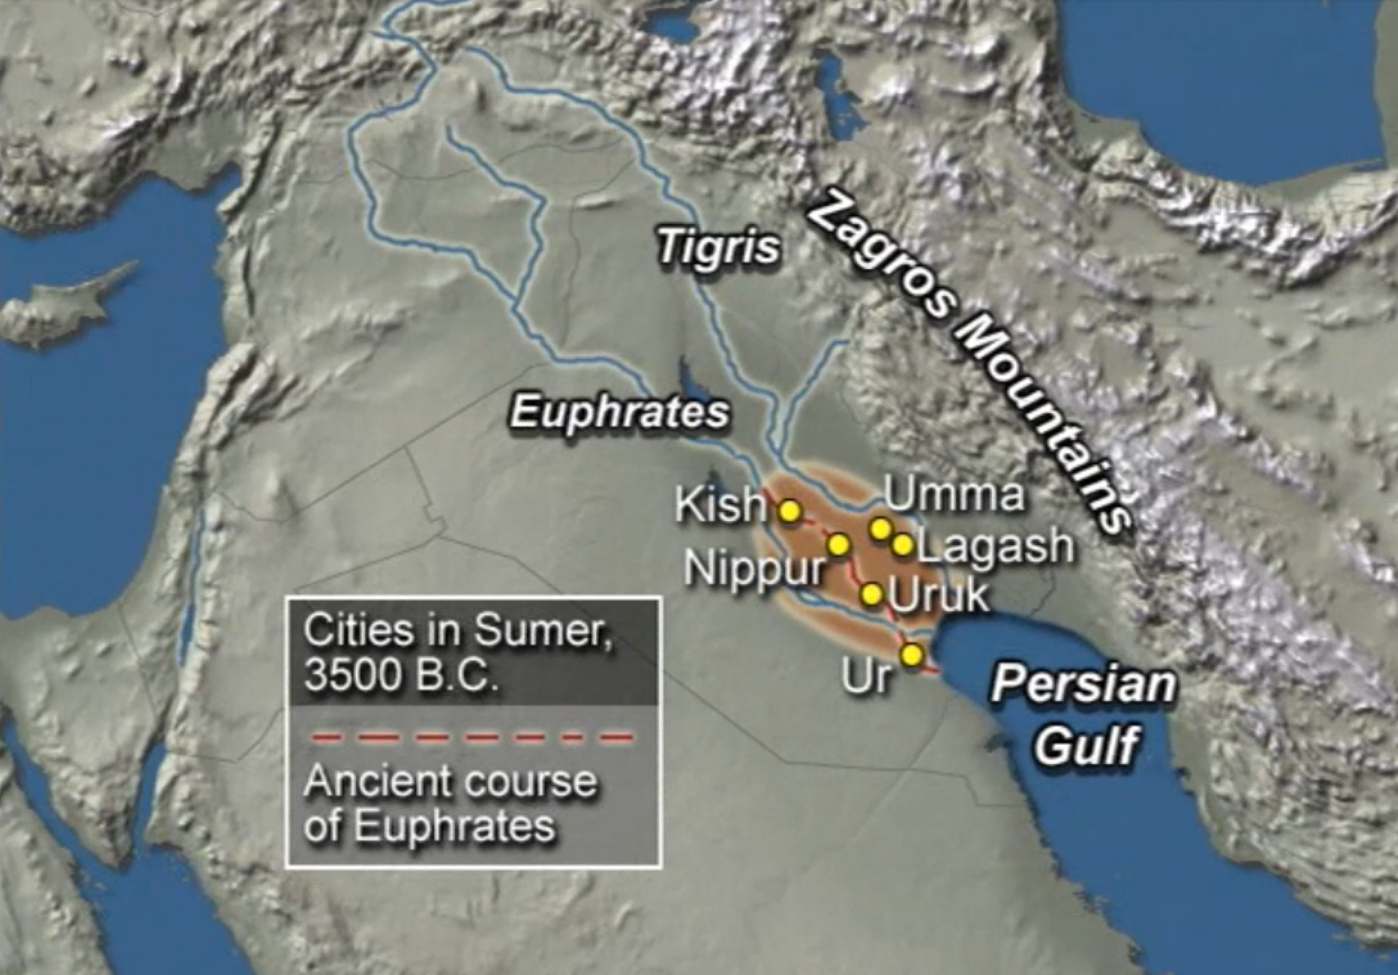 Zagros Mountains
Tigris
Euphrates
Kish
Umma
Nippur
Lagash
Uruk
Ur
Persian
Gulf
Cities in Sumer,
3500 B.C.
Ancient course
of Euphrates